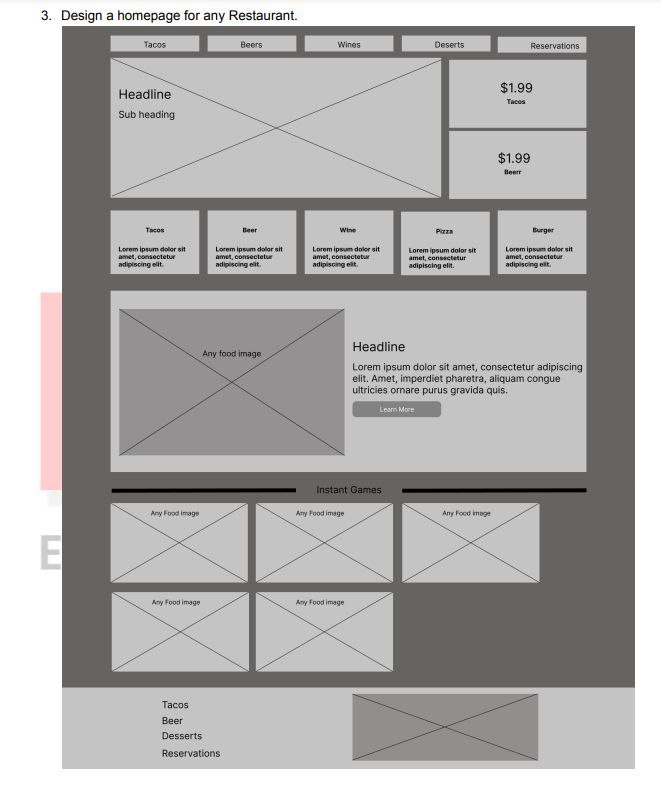 3. Design a homepage for any Restaurant.
Tacos
Beers
Wines
Deserts
Reservations
Headline
Sub heading
$1.99
Tacos
$1.99
Beerr
Tacos
Lorem ipsum dolor sit
amet, consectetur
adipiscing elit.
Beer
Lorem ipsum dolor sit
amet, consectetur
adipiscing elit.
WIne
Lorem ipsum dolor sit
amet, consectetur
adipiscing elit.
Pizza
Lorem ipsum dolor sit
amet, consectetur
adipiscing elit.
Burger
Lorem ipsum dolor sit
amet, consectetur
adipiscing elit.
Any food image
Headline
Lorem ipsum dolor sit amet, consectetur adipiscing
elit. Amet, imperdiet pharetra, aliquam congue
ultricies ornare purus gravida quis.
Learn More
Instant Games
Any Food image
Any Food image
Any Food image
E
Any Food image
Any Food image
Tacos
Beer
Desserts
Reservations